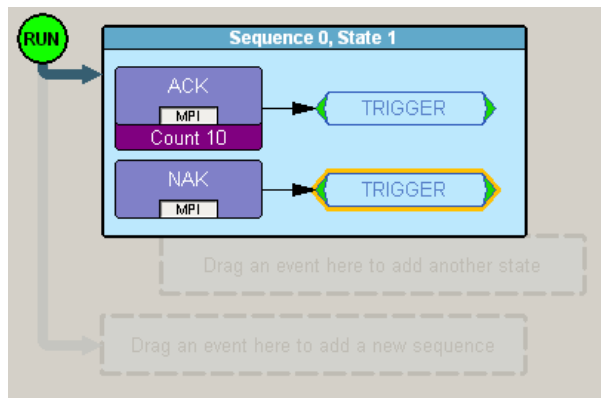 RUN
Sequence 0, State 1
ACK
MPI
Count 10
TRIGGER
NAK
MPI
TRIGGER
Drag an event here to add another state
Drag an event here to add a new sequence